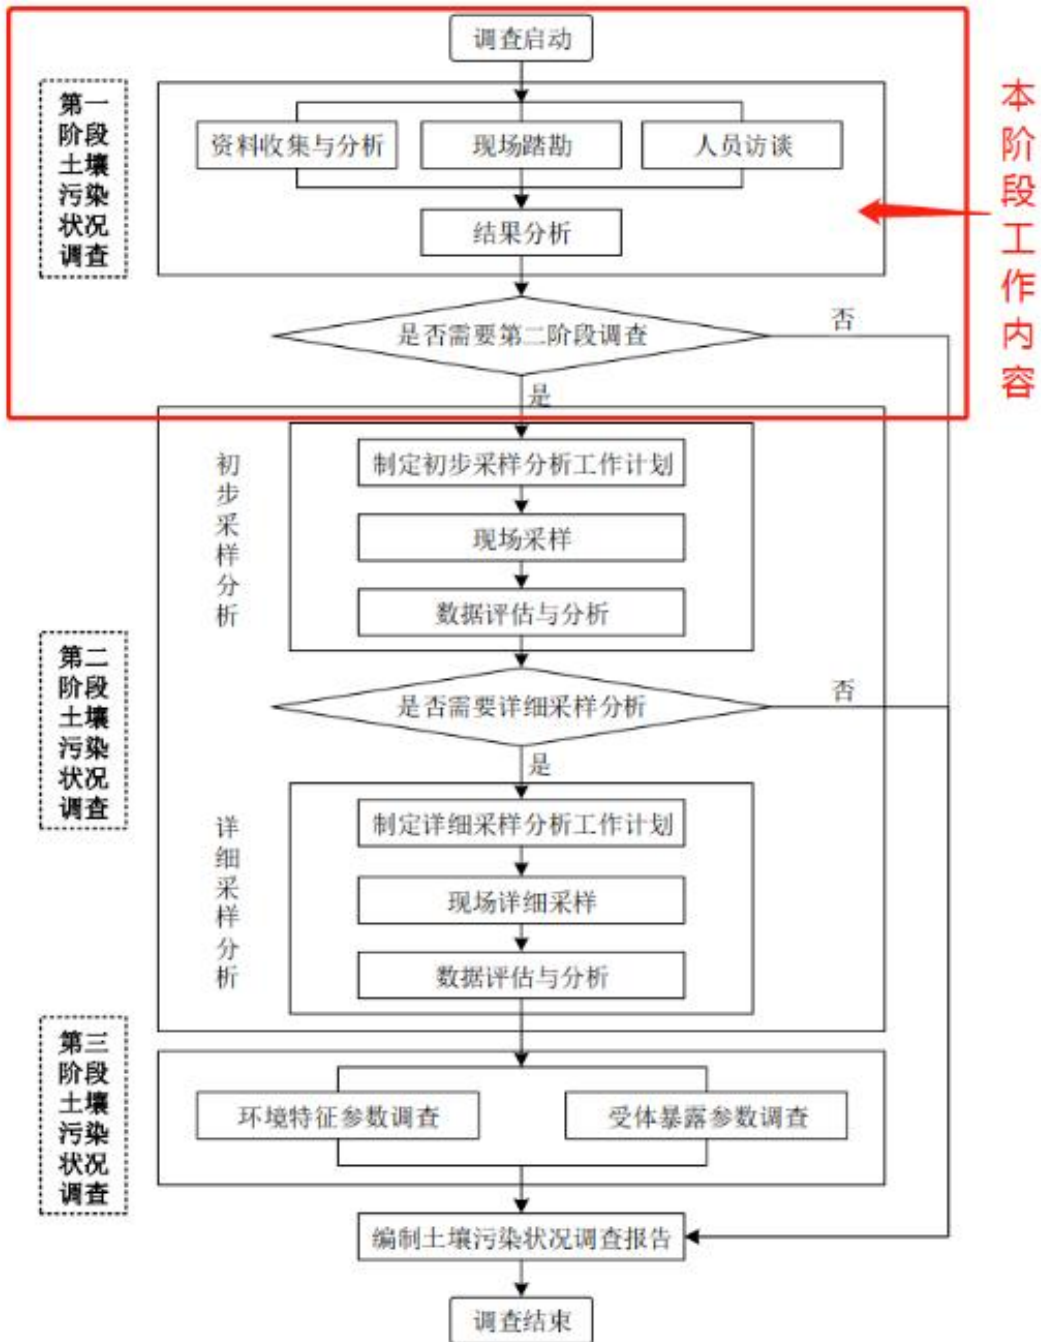 调查启动
第一
阶段
土壤
污染
状况
调查
资料收集与分析
现场踏勘
人员访谈
结果分析
本阶段工作内容
是否需要第二阶段调查
否
是
初步采样分析
制定初步采样分析工作计划
现场采样
数据评估与分析
第二
阶段
土壤
污染
状况
调查
是否需要详细采样分析
否
是
详细采样分析
制定详细采样分析工作计划
现场详细采样
数据评估与分析
第三
阶段
土壤
污染
状况
调查
环境特征参数调查
受体暴露参数调查
编制土壤污染状况调查报告
调查结束